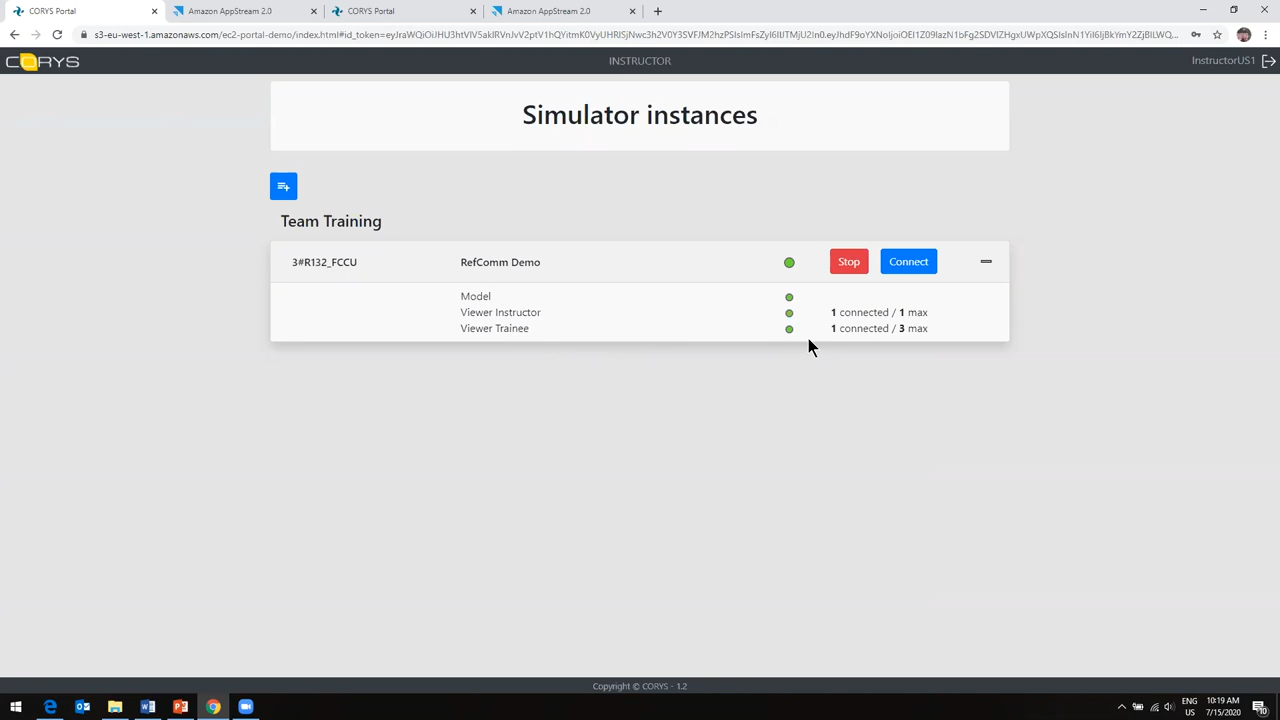 CORYS Portal
Amazon AppStream 2.0
CORYS Portal
Amazon AppStream 2.0
CORYS
INSTRUCTOR
InstructorUS1
Simulator instances
Team Training
3#R132_FCCU
RefComm Demo
Stop
Connect
Model
Viewer Instructor
1 connected / 1 max
Viewer Trainee
1 connected / 3 max
Copyright © CORYS - 1.2
ENG
US
10:19 AM
7/15/2020